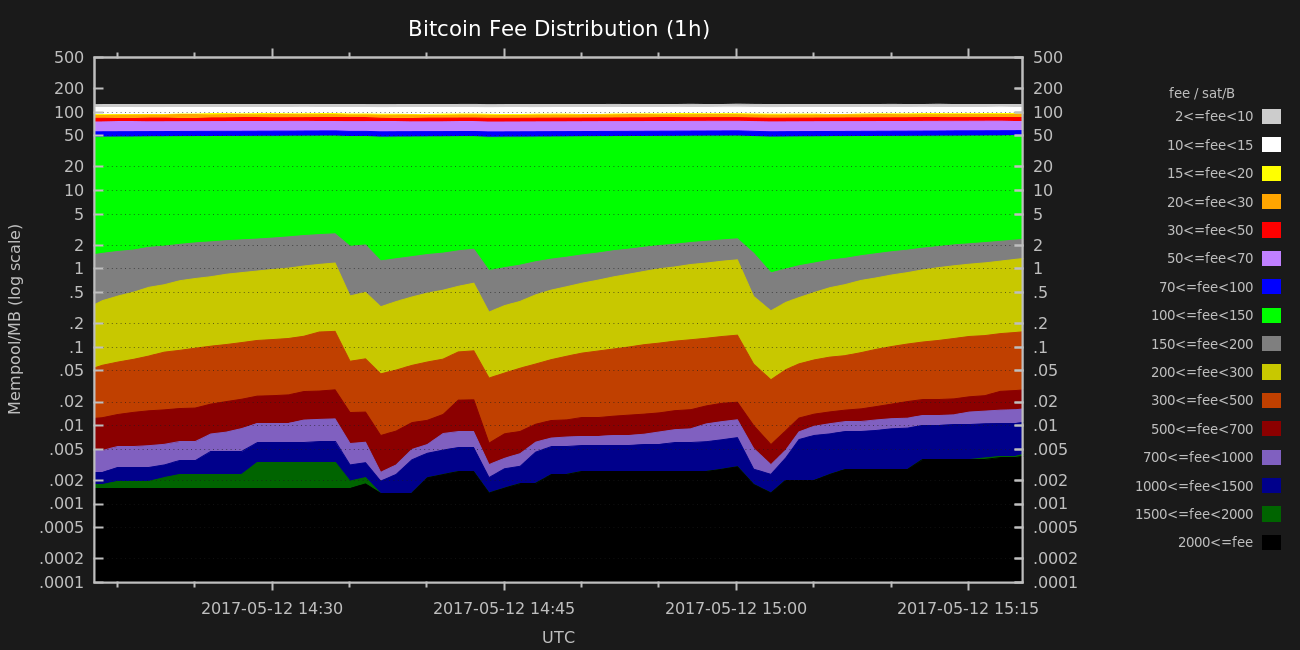 Bitcoin Fee Distribution (1h)
500 500
200 200
100 100
50 50
20 20
10 10
5 5
2 2
1 1
.5 .5
.2 .2
.1 .1
.05 .05
.02 .02
.01 .01
.005 .005
.002 .002
.001 .001
.0005 .0005
.0002 .0002
.0001 .0001
Mempool/MB (log scale)
2017-05-12 14:30 2017-05-12 14:45 2017-05-12 15:00 2017-05-12 15:15
UTC
fee / sat/B
2<=fee<10
10<=fee<15
15<=fee<20
20<=fee<30
30<=fee<50
50<=fee<70
70<=fee<100
100<=fee<150
150<=fee<200
200<=fee<300
300<=fee<500
500<=fee<700
700<=fee<1000
1000<=fee<1500
1500<=fee<2000
2000<=fee